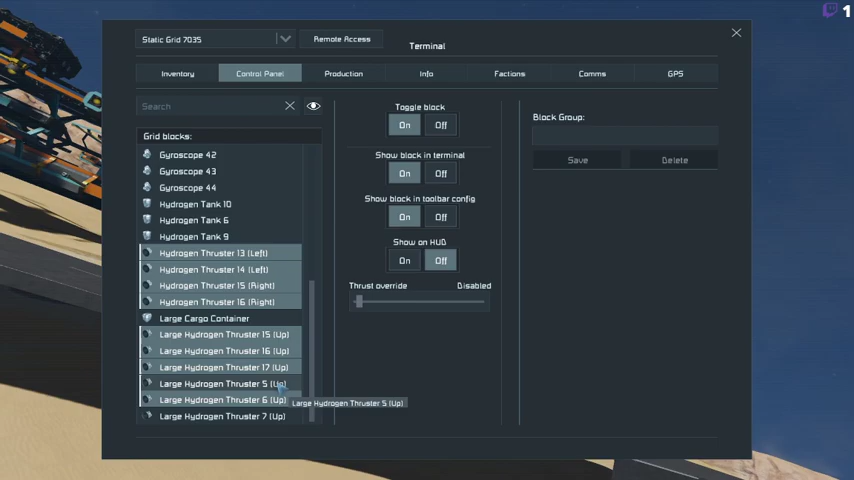 1
Static Grid 7035
Remote Access
Terminal
Inventory
Control Panel
Production
Info
Factions
Comms
GPS
Search
Grid blocks:
Gyroscope 42
Gyroscope 43
Gyroscope 44
Hydrogen Tank 10
Hydrogen Tank 6
Hydrogen Tank 9
Hydrogen Thruster 13 (Left)
Hydrogen Thruster 14 (Left)
Hydrogen Thruster 15 (Right)
Hydrogen Thruster 16 (Right)
Large Cargo Container
Large Hydrogen Thruster 15 (Up)
Large Hydrogen Thruster 16 (Up)
Large Hydrogen Thruster 17 (Up)
Large Hydrogen Thruster 5 (Up)
Large Hydrogen Thruster 6 (Up)
Large Hydrogen Thruster 7 (Up)
Large Hydrogen Thruster 5 (Up)
Toggle block
On Off
Show block in terminal
On Off
Show block in toolbar config
On Off
Show on HUD
On Off
Thrust override Disabled
Block Group:
Save Delete